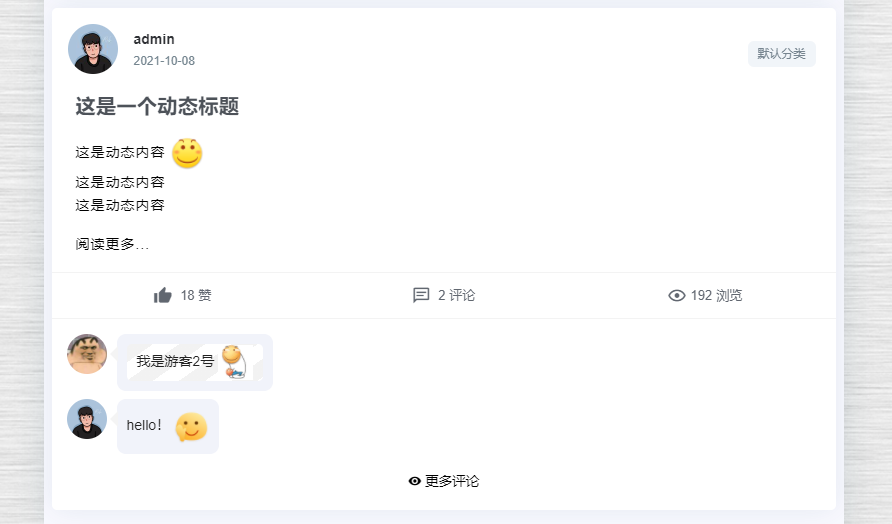 admin
2021-10-08
默认分类
这是一个动态标题
这是动态内容
这是动态内容
这是动态内容
阅读更多...
18 赞
2 评论
192 浏览
我是游客2号
hello!
更多评论